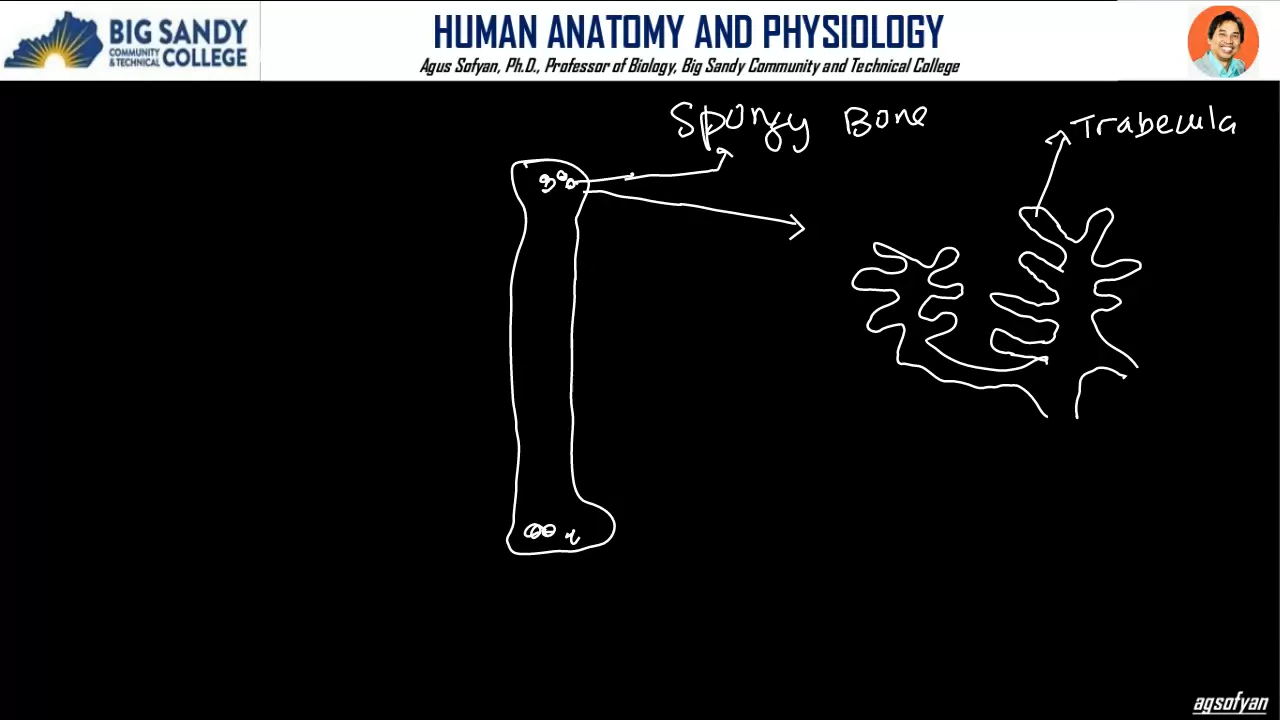 BIG SANDY
COMMUNITY
& TECHNICAL
COLLEGE
HUMAN ANATOMY AND PHYSIOLOGY
Agus Sofyan, Ph.D., Professor of Biology, Big Sandy Community and Technical College
Spongy Bone
Trabecula
agsofyan